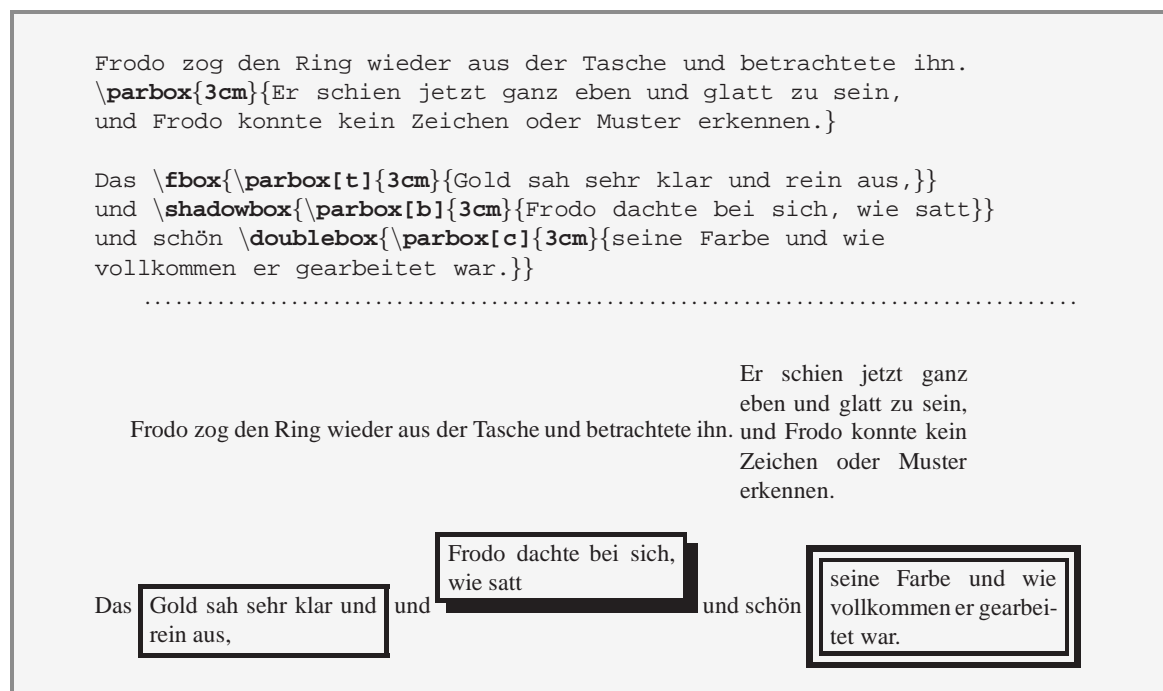 Frodo zog den Ring wieder aus der Tasche und betrachtete ihn.
\parbox{3cm}{Er schien jetzt ganz eben und glatt zu sein,
und Frodo konnte kein Zeichen oder Muster erkennen.}
Das \fbox{\parbox[t]{3cm}{Gold sah sehr klar und rein aus,}}
und \shadowbox{\parbox[b]{3cm}{Frodo dachte bei sich, wie satt}}
und schön \doublebox{\parbox[c]{3cm}{seine Farbe und wie
vollkommen er gearbeitet war.}}
Frodo zog den Ring wieder aus der Tasche und betrachtete ihn.
Er schien jetzt ganz
eben und glatt zu sein,
und Frodo konnte kein
Zeichen oder Muster
erkennen.
Das
Gold sah sehr klar und
rein aus,
und
Frodo dachte bei sich,
wie satt
und schön
seine Farbe und wie
vollkommen er gearbei-
tet war.